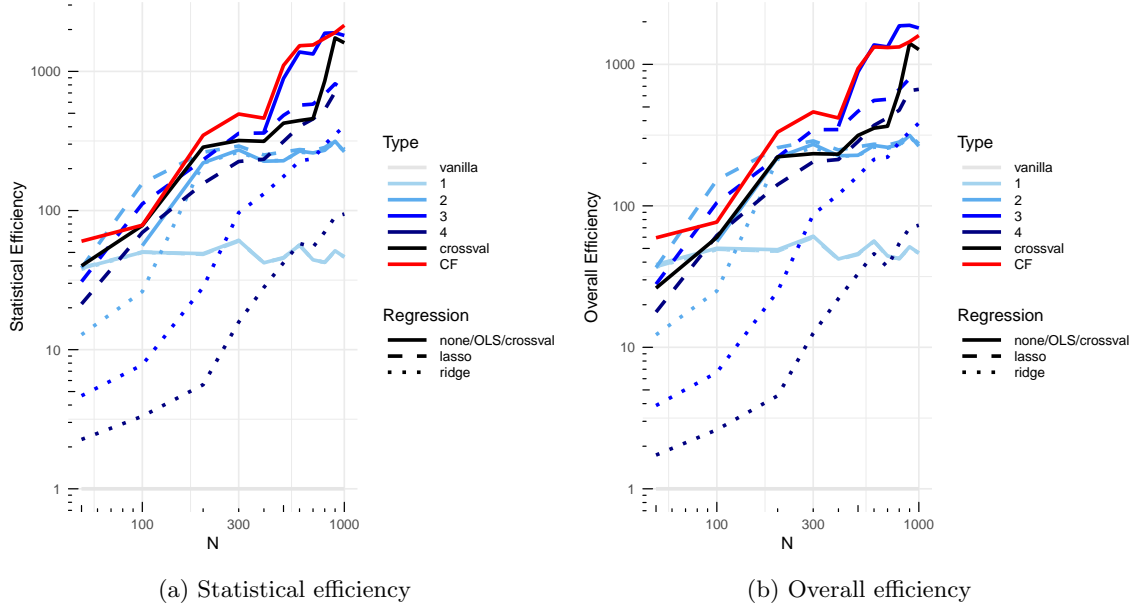 Statistical Efficiency
1000
100
10
1
100
300
1000
N
Type
vanilla
1
2
3
4
crossval
CF
Regression
none/OLS/crossval
lasso
ridge
(a) Statistical efficiency
Overall Efficiency
1000
100
10
1
100
300
1000
N
Type
vanilla
1
2
3
4
crossval
CF
Regression
none/OLS/crossval
lasso
ridge
(b) Overall efficiency